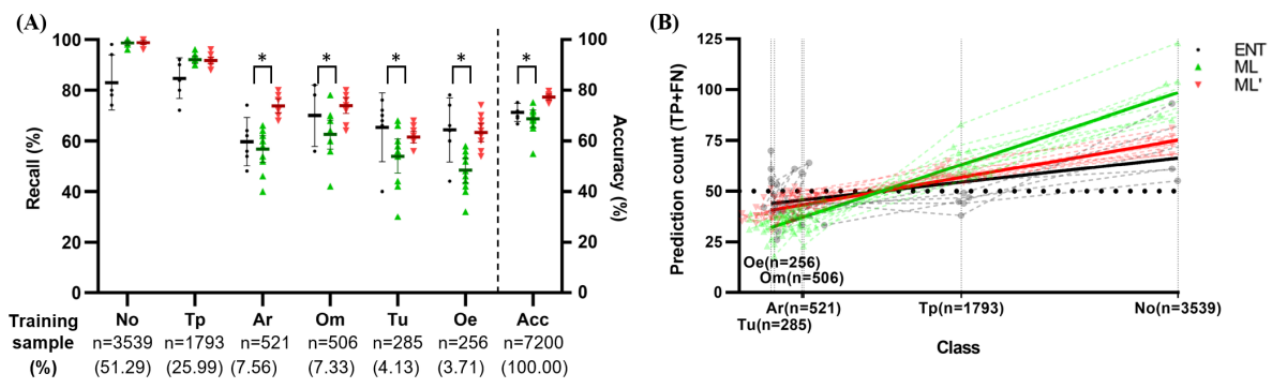 (A)
Recall (%)
100
80
60
40
20
0
*
*
*
*
*
100
80
60
40
20
0
Accuracy (%)
No Tp Ar Om Tu Oe Acc
Training sample (%)
n=3539 n=1793 n=521 n=506 n=285 n=256 n=7200
(51.29) (25.99) (7.56) (7.33) (4.13) (3.71) (100.00)
(B)
Prediction count (TP+FN)
125
100
75
50
25
0
ENT
ML
ML'
Oe(n=256)
Om(n=506)
Ar(n=521)
Tu(n=285)
Tp(n=1793)
No(n=3539)
Class